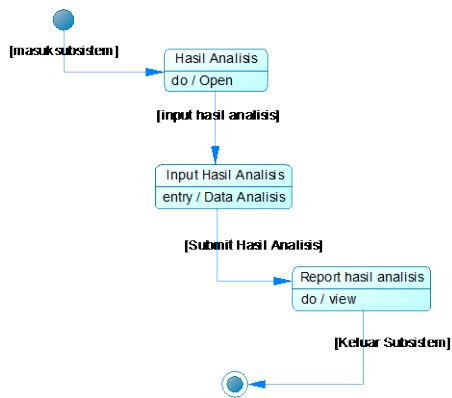 [masuk subsistem]
Hasil Analisis
do / Open
[input hasil analisis]
Input Hasil Analisis
entry / Data Analisis
[Submit Hasil Analisis]
Report hasil analisis
do / view
[Keluar Subsistem]